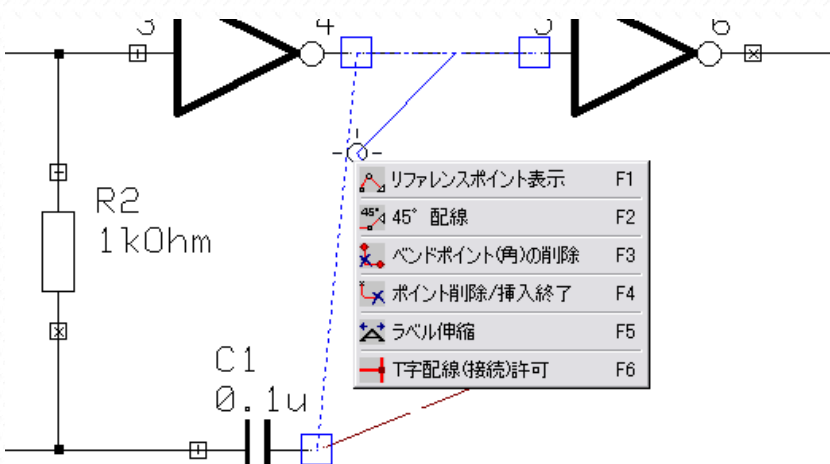 3
4
5
6
R2
1kOhm
リファレンスポイント表示 F1
45° 45° 配線 F2
ベンドポイント(角)の削除 F3
ポイント削除/挿入終了 F4
ラベル伸縮 F5
T字配線(接続)許可 F6
C1
0.1u